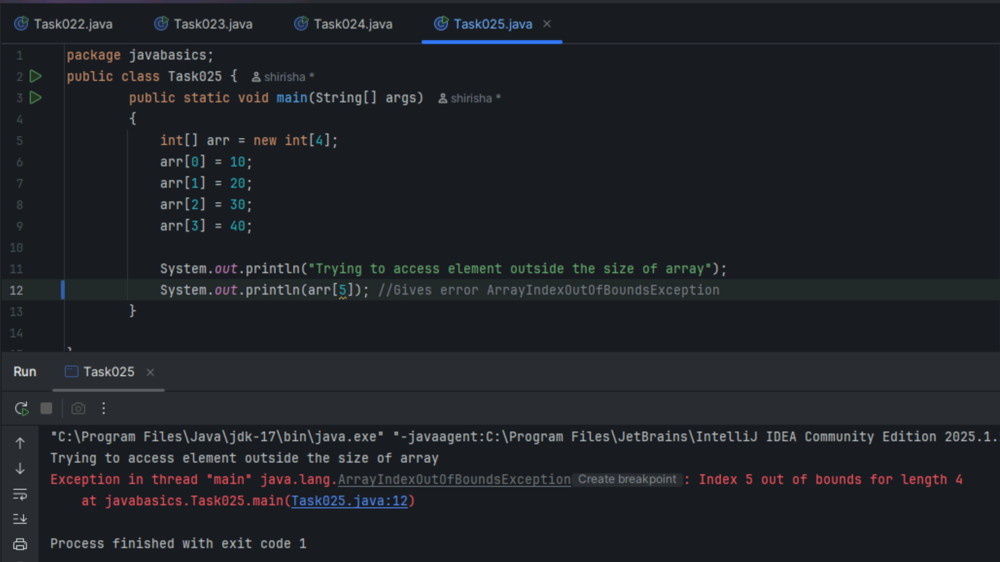 Task022.java Task023.java Task024.java Task025.java
1 package javabasics;
2 public class Task025 { shirisha *
3 public static void main(String[] args) shirisha *
4 {
5 int[] arr = new int[4];
6 arr[0] = 10;
7 arr[1] = 20;
8 arr[2] = 30;
9 arr[3] = 40;
10
11 System.out.println("Trying to access element outside the size of array");
12 System.out.println(arr[5]); //Gives error ArrayIndexOutOfBoundsException
13 }
14
Run Task025
"C:\Program Files\Java\jdk-17\bin\java.exe" "-javaagent:C:\Program Files\JetBrains\IntelliJ IDEA Community Edition 2025.1.
Trying to access element outside the size of array
Exception in thread "main" java.lang.ArrayIndexOutOfBoundsException Create breakpoint : Index 5 out of bounds for length 4
at javabasics.Task025.main(Task025.java:12)
Process finished with exit code 1